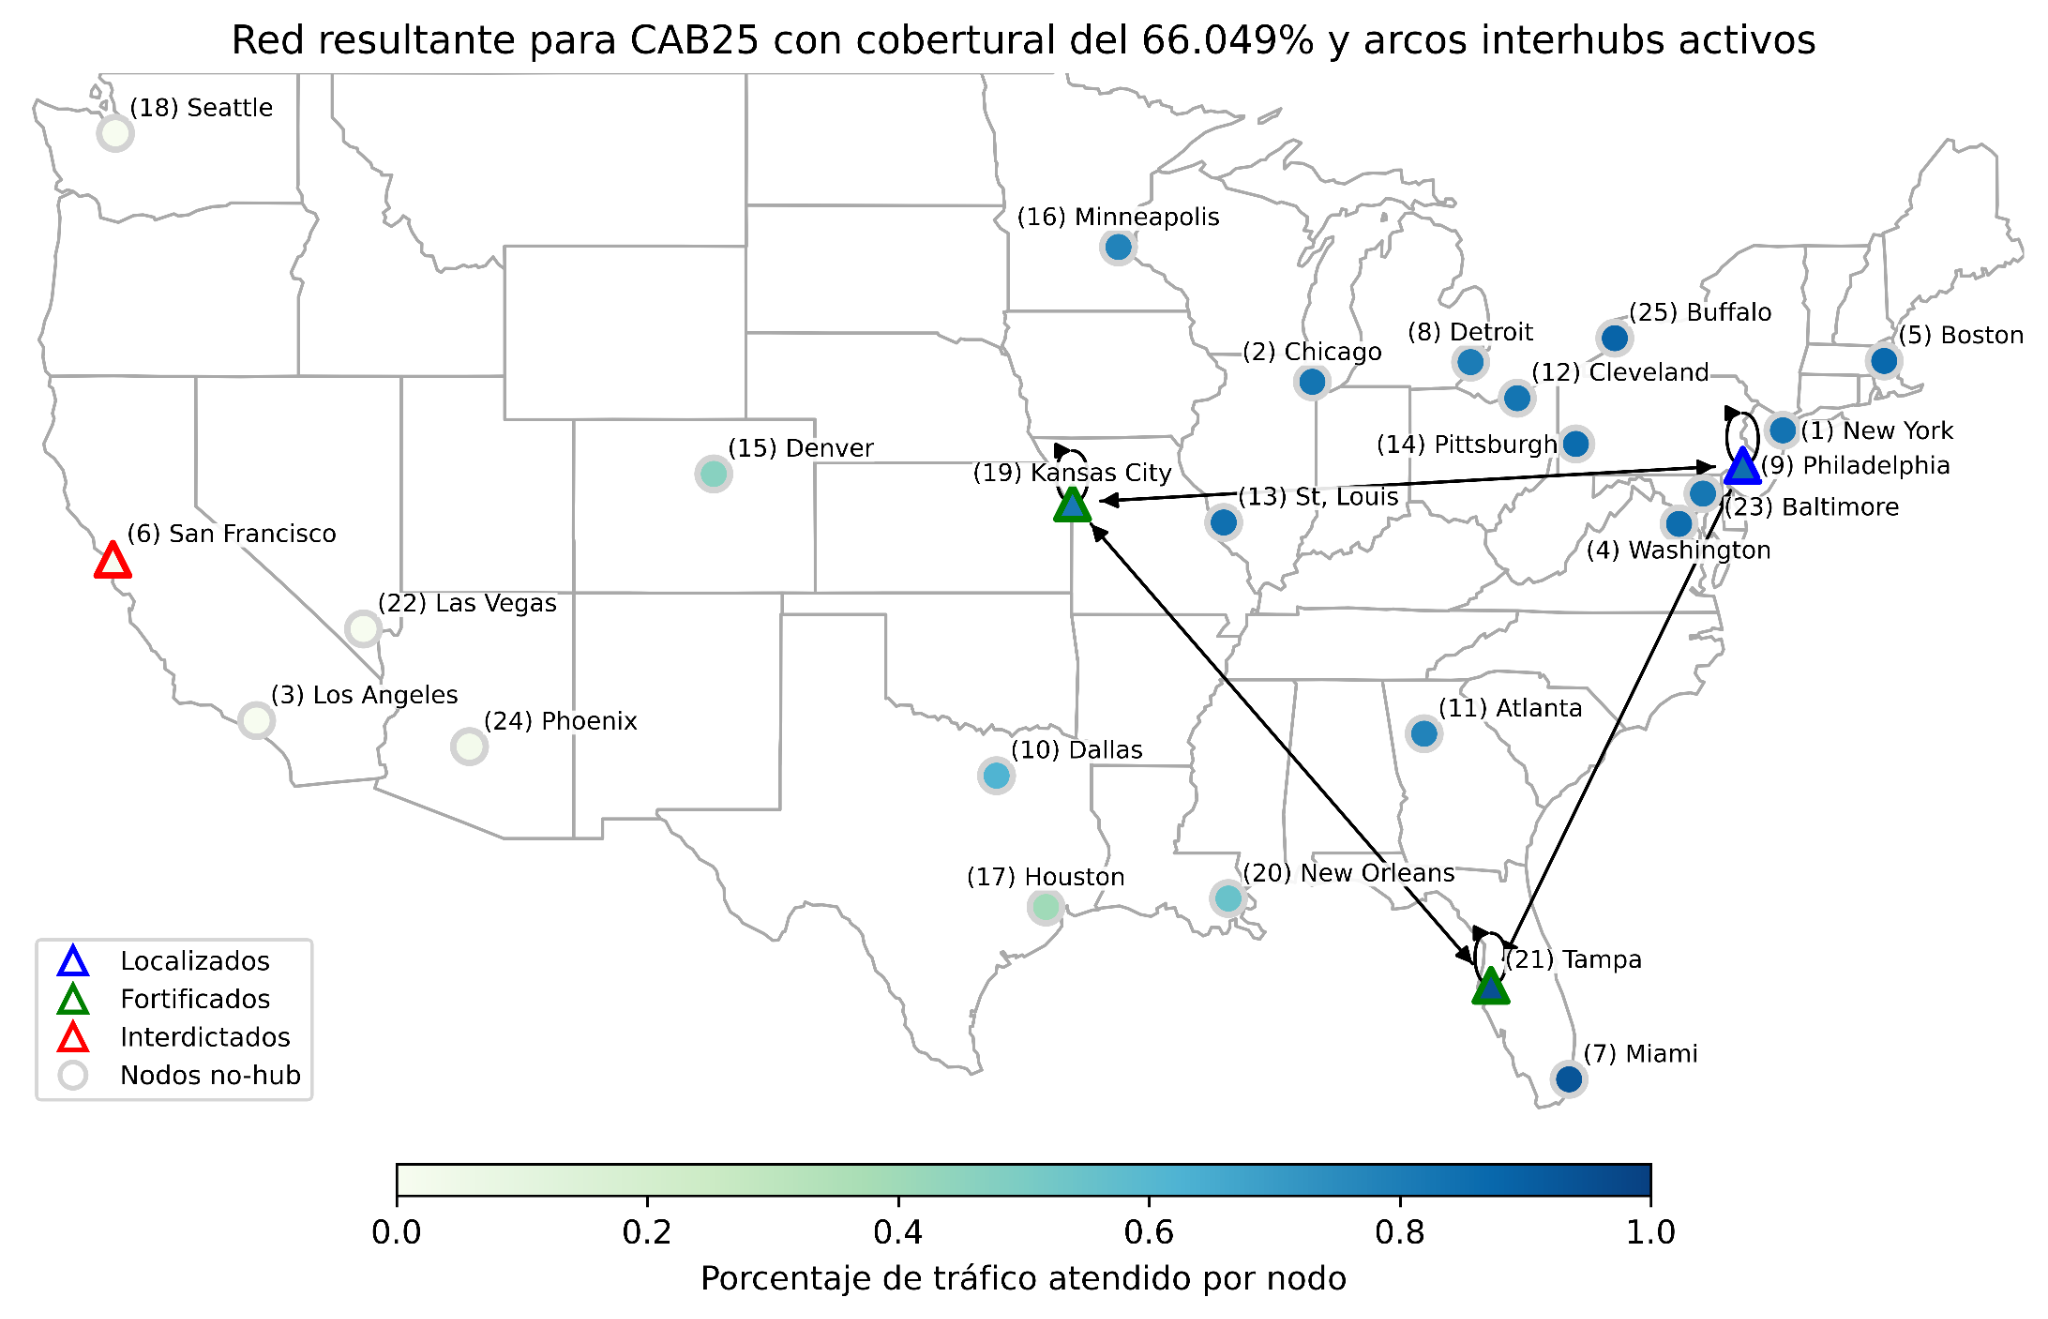 Red resultante para CAB25 con cobertural del 66.049% y arcos interhubs activos
(18) Seattle
(16) Minneapolis
(25) Buffalo
(8) Detroit
(5) Boston
(2) Chicago
(12) Cleveland
(1) New York
(14) Pittsburgh
(15) Denver
(9) Philadelphia
(19) Kansas City
(13) St, Louis
(23) Baltimore
(6) San Francisco
(4) Washington
(22) Las Vegas
(3) Los Angeles
(11) Atlanta
(24) Phoenix
(10) Dallas
(20) New Orleans
(17) Houston
(21) Tampa
(7) Miami
Localizados
Fortificados
Interdictados
Nodos no-hub
0.0 0.2 0.4 0.6 0.8 1.0
Porcentaje de tráfico atendido por nodo